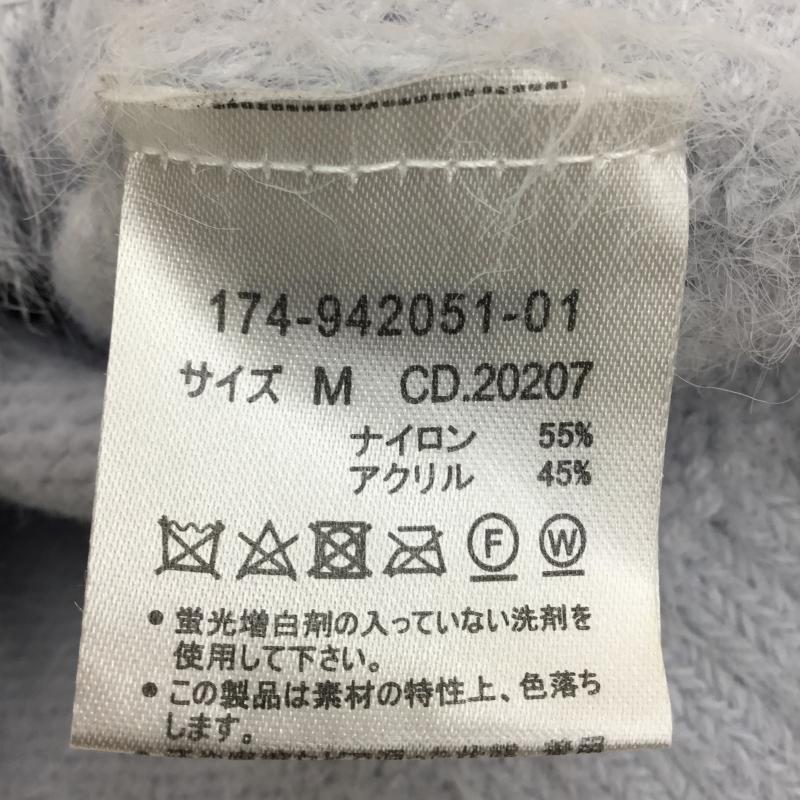 174-942051-01
サイズ M CD.20207
ナイロン 55%
アクリル 45%
F W
• 蛍光増白剤の入っていない洗剤を
使用して下さい。
• この製品は素材の特性上、色落ち
します。